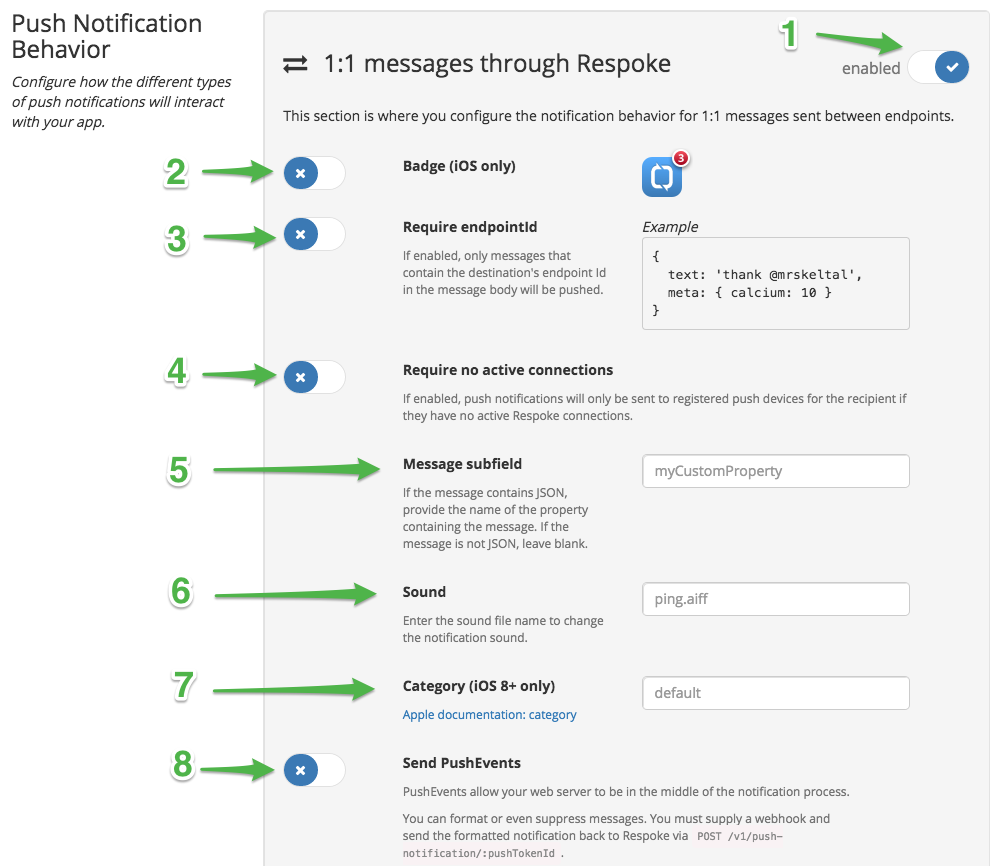 Push Notification
Behavior
Configure how the different types
of push notifications will interact
with your app.
1
1:1 messages through Respoke
enabled
This section is where you configure the notification behavior for 1:1 messages sent between endpoints.
2
Badge (iOS only)
3
3
Require endpointId
If enabled, only messages that
contain the destination's endpoint Id
in the message body will be pushed.
Example
{
text: 'thank @mrskeltal',
meta: { calcium: 10 }
}
4
Require no active connections
If enabled, push notifications will only be sent to registered push devices for the recipient if
they have no active Respoke connections.
5
Message subfield
myCustomProperty
If the message contains JSON,
provide the name of the property
containing the message. If the
message is not JSON, leave blank.
6
Sound
ping.aiff
Enter the sound file name to change
the notification sound.
7
Category (iOS 8+ only)
default
Apple documentation: category
8
Send PushEvents
PushEvents allow your web server to be in the middle of the notification process.
You can format or even suppress messages. You must supply a webhook and
send the formatted notification back to Respoke via POST /v1/push-
notification/:pushTokenId .